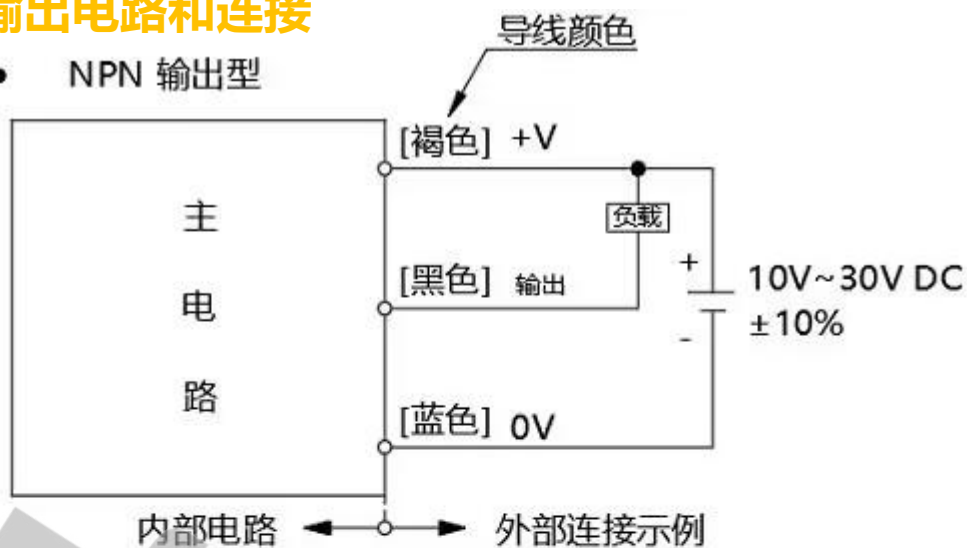 输出电路和连接
导线颜色
• NPN 输出型
[褐色] +V
主
电
路
负载
[黑色] 输出
+
10V~30V DC
±10%
-
[蓝色] 0V
内部电路
外部连接示例